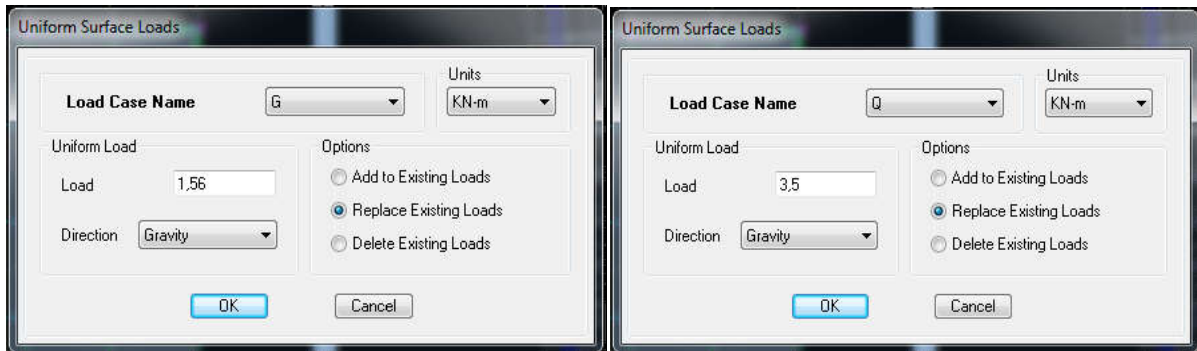 Uniform Surface Loads
Units
Load Case Name G KN-m
Uniform Load Options
Load 1,56 Add to Existing Loads
Replace Existing Loads
Direction Gravity Delete Existing Loads
OK Cancel
Uniform Surface Loads
Units
Load Case Name Q KN-m
Uniform Load Options
Load 3,5 Add to Existing Loads
Replace Existing Loads
Direction Gravity Delete Existing Loads
OK Cancel